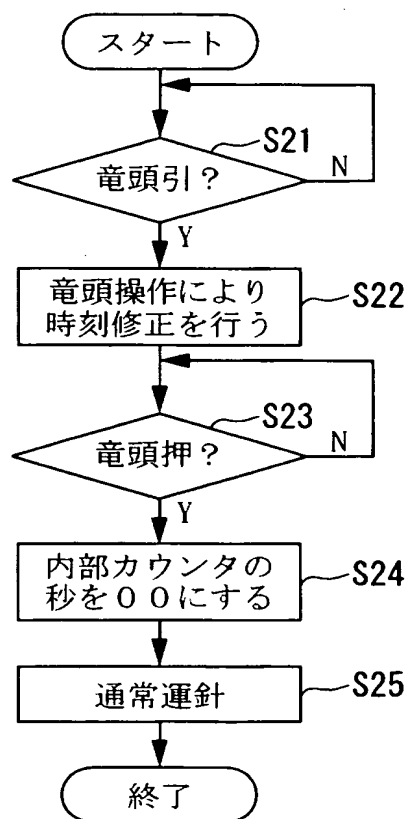 スタート
S21
竜頭引?
N
Y
竜頭操作により
時刻修正を行う
S22
S23
竜頭押?
N
Y
内部カウンタの
秒を００にする
S24
通常運針
S25
終了